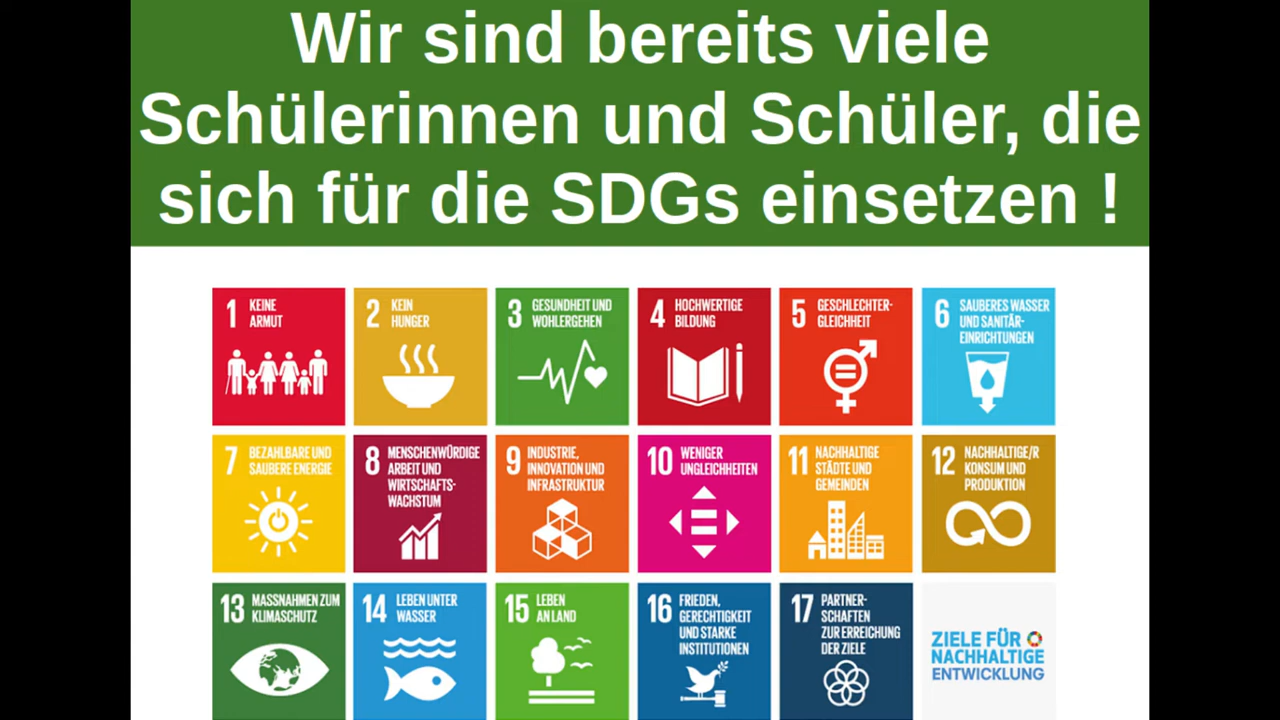 Wir sind bereits viele
Schülerinnen und Schüler, die
sich für die SDGs einsetzen !
1 KEINE
ARMUT
2 KEIN
HUNGER
3 GESUNDHEIT UND
WOHLERGEHEN
4 HOCHWERTIGE
BILDUNG
5 GESCHLECHTER-
GLEICHHEIT
6 SAUBERES WASSER
UND SANITÄR-
EINRICHTUNGEN
7 BEZAHLBARE UND
SAUBERE ENERGIE
8 MENSCHENWÜRDIGE
ARBEIT UND
WIRTSCHAFTS-
WACHSTUM
9 INDUSTRIE,
INNOVATION UND
INFRASTRUKTUR
10 WENIGER
UNGLEICHHEITEN
11 NACHHALTIGE
STÄDTE UND
GEMEINDEN
12 NACHHALTIGE/R
KONSUM UND
PRODUKTION
13 MASSNAHMEN ZUM
KLIMASCHUTZ
14 LEBEN UNTER
WASSER
15 LEBEN
AN LAND
16 FRIEDEN,
GERECHTIGKEIT
UND STARKE
INSTITUTIONEN
17 PARTNER-
SCHAFTEN
ZUR ERREICHUNG
DER ZIELE
ZIELE FÜR
NACHHALTIGE
ENTWICKLUNG